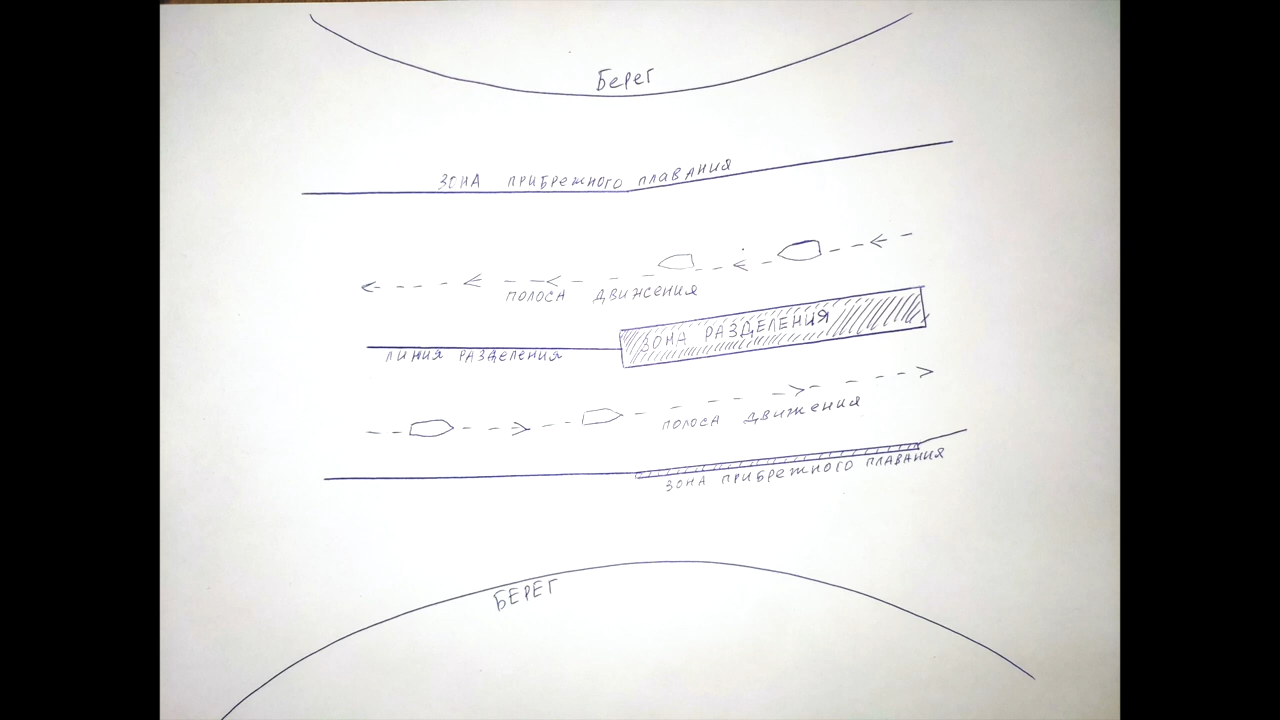 Берег
ЗОНА ПРИБРЕЖНОГО ПЛАВАНИЯ
ПОЛОСА ДВИЖЕНИЯ
ЗОНА РАЗДЕЛЕНИЯ
ЛИНИЯ РАЗДЕЛЕНИЯ
ПОЛОСА ДВИЖЕНИЯ
ЗОНА ПРИБРЕЖНОГО ПЛАВАНИЯ
БЕРЕГ